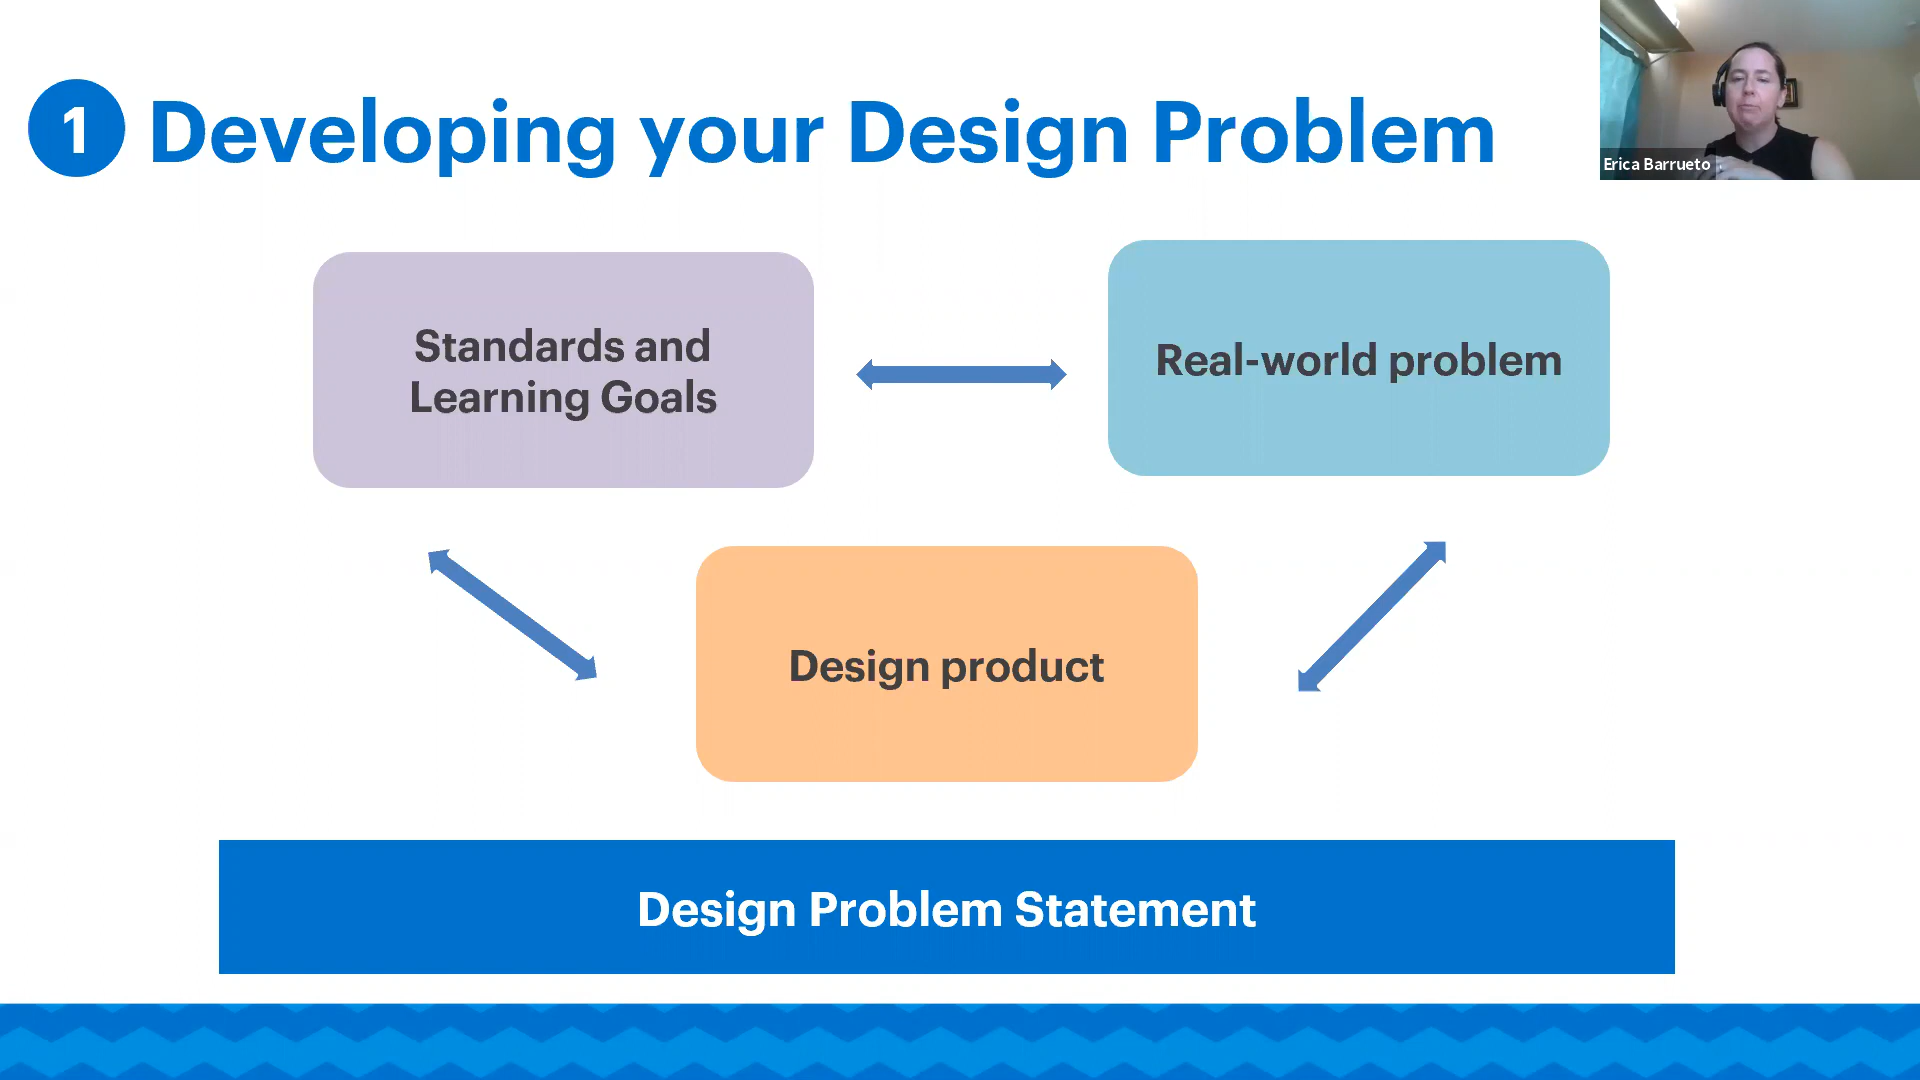 1 Developing your Design Problem
Erica Barrueto
Standards and
Learning Goals
Real-world problem
Design product
Design Problem Statement